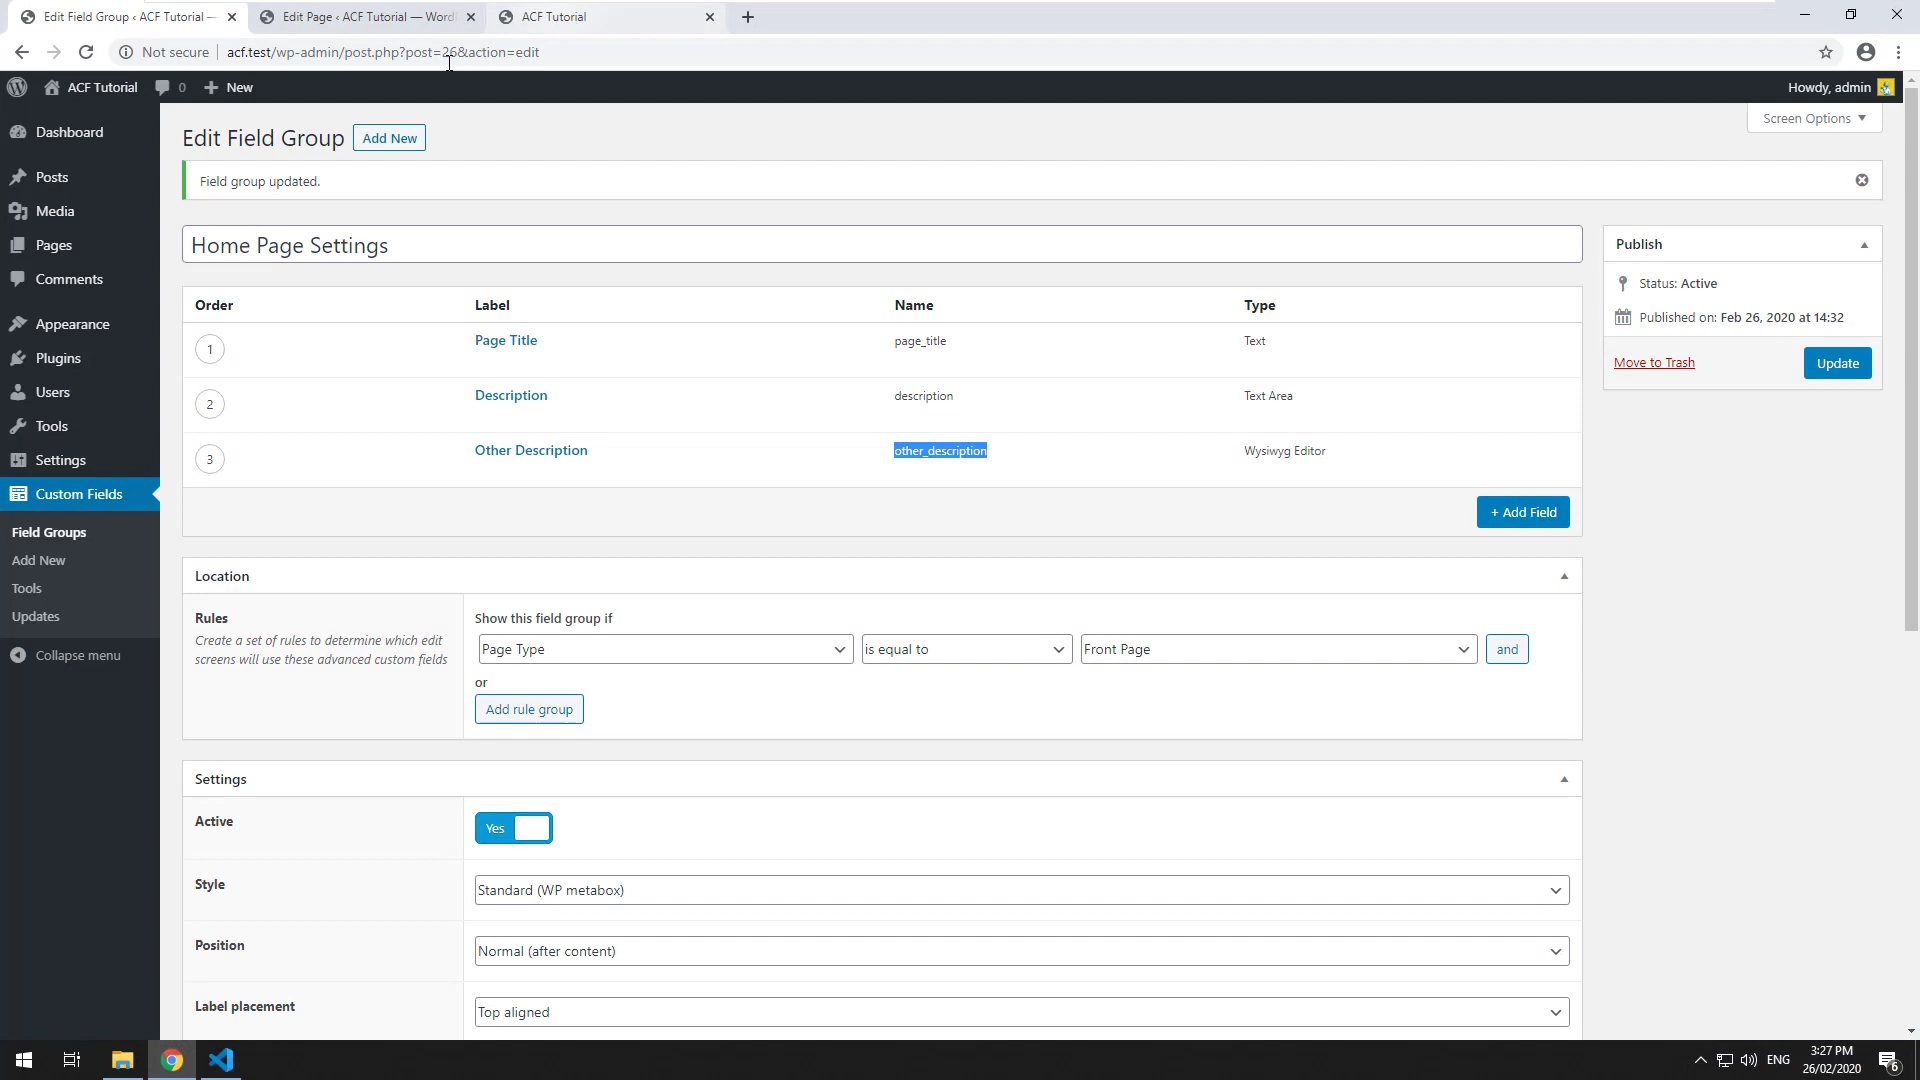 Edit Field Group ‹ ACF Tutorial —
Edit Page ‹ ACF Tutorial — Word
ACF Tutorial
Not secure
acf.test/wp-admin/post.php?post=26&action=edit
ACF Tutorial
0
New
Howdy, admin
Dashboard
Posts
Media
Pages
Comments
Appearance
Plugins
Users
Tools
Settings
Custom Fields
Field Groups
Add New
Tools
Updates
Collapse menu
Edit Field Group
Add New
Screen Options
Field group updated.
Home Page Settings
Order Label Name Type
1 Page Title page_title Text
2 Description description Text Area
3 Other Description other_description Wysiwyg Editor
+ Add Field
Publish
Status: Active
Published on: Feb 26, 2020 at 14:32
Move to Trash
Update
Location
Rules
Create a set of rules to determine which edit
screens will use these advanced custom fields
Show this field group if
Page Type is equal to Front Page and
or
Add rule group
Settings
Active
Yes
Style
Standard (WP metabox)
Position
Normal (after content)
Label placement
Top aligned
ENG
3:27 PM
26/02/2020
6